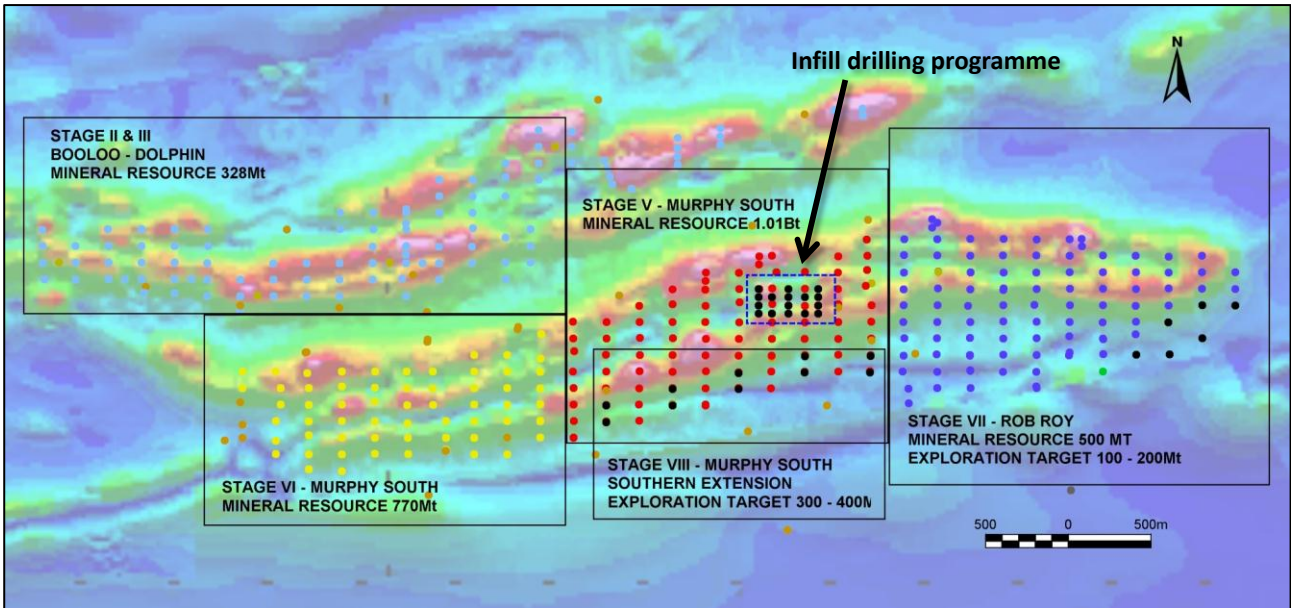 Infill drilling programme
N
STAGE II & III
BOOLOO - DOLPHIN
MINERAL RESOURCE 328Mt
STAGE V - MURPHY SOUTH
MINERAL RESOURCE 1.01Bt
STAGE VII - ROB ROY
MINERAL RESOURCE 500 MT
EXPLORATION TARGET 100 - 200Mt
STAGE VI - MURPHY SOUTH
MINERAL RESOURCE 770Mt
STAGE VIII - MURPHY SOUTH
SOUTHERN EXTENSION
EXPLORATION TARGET 300 - 400M
500 0 500m